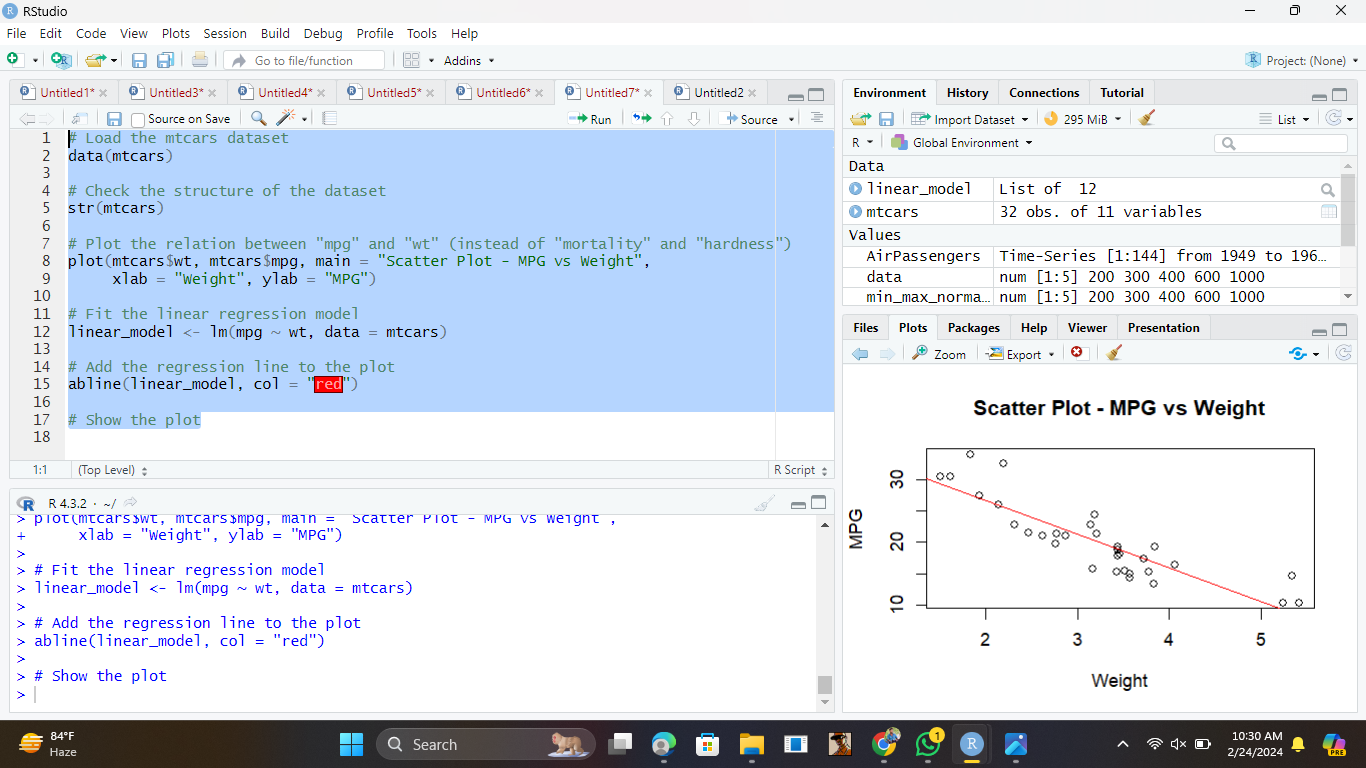 RStudio
File Edit Code View Plots Session Build Debug Profile Tools Help
Go to file/function Addins Project: (None)
Untitled1* Untitled3* Untitled4* Untitled5* Untitled6* Untitled7* Untitled2
Source on Save Run Source
1 # Load the mtcars dataset
2 data(mtcars)
3
4 # Check the structure of the dataset
5 str(mtcars)
6
7 # Plot the relation between "mpg" and "wt" (instead of "mortality" and "hardness")
8 plot(mtcars$wt, mtcars$mpg, main = "Scatter Plot - MPG vs Weight",
9 xlab = "Weight", ylab = "MPG")
10
11 # Fit the linear regression model
12 linear_model <- lm(mpg ~ wt, data = mtcars)
13
14 # Add the regression line to the plot
15 abline(linear_model, col = "red")
16
17 # Show the plot
18
1:1 (Top Level) R Script
R R 4.3.2 · ~/
> plot(mtcars$wt, mtcars$mpg, main = "Scatter Plot - MPG vs Weight",
+ xlab = "Weight", ylab = "MPG")
>
> # Fit the linear regression model
> linear_model <- lm(mpg ~ wt, data = mtcars)
>
> # Add the regression line to the plot
> abline(linear_model, col = "red")
>
> # Show the plot
>
Environment History Connections Tutorial
Import Dataset 295 MiB List
R Global Environment
Data
linear_model List of 12
mtcars 32 obs. of 11 variables
Values
AirPassengers Time-Series [1:144] from 1949 to 196…
data num [1:5] 200 300 400 600 1000
min_max_norma… num [1:5] 200 300 400 600 1000
Files Plots Packages Help Viewer Presentation
Zoom Export
Scatter Plot - MPG vs Weight
MPG
30
20
10
2 3 4 5
Weight
84°F
Haze
Search
1
R
PRE
10:30 AM
2/24/2024